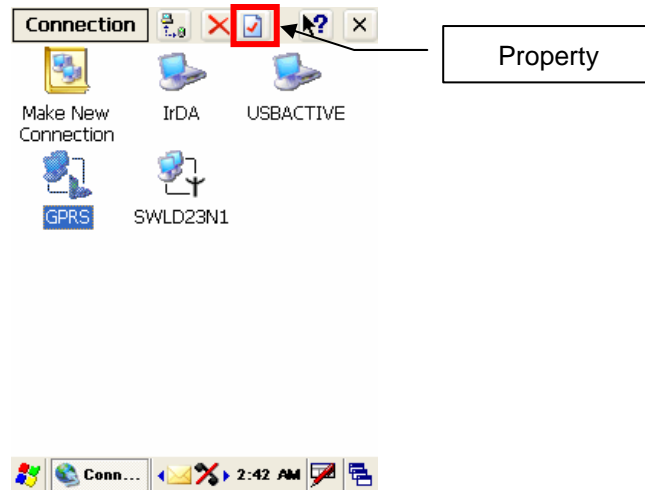 Connection ?
Property
Make New Connection
IrDA
USBACTIVE
GPRS
SWLD23N1
Conn... 2:42 AM